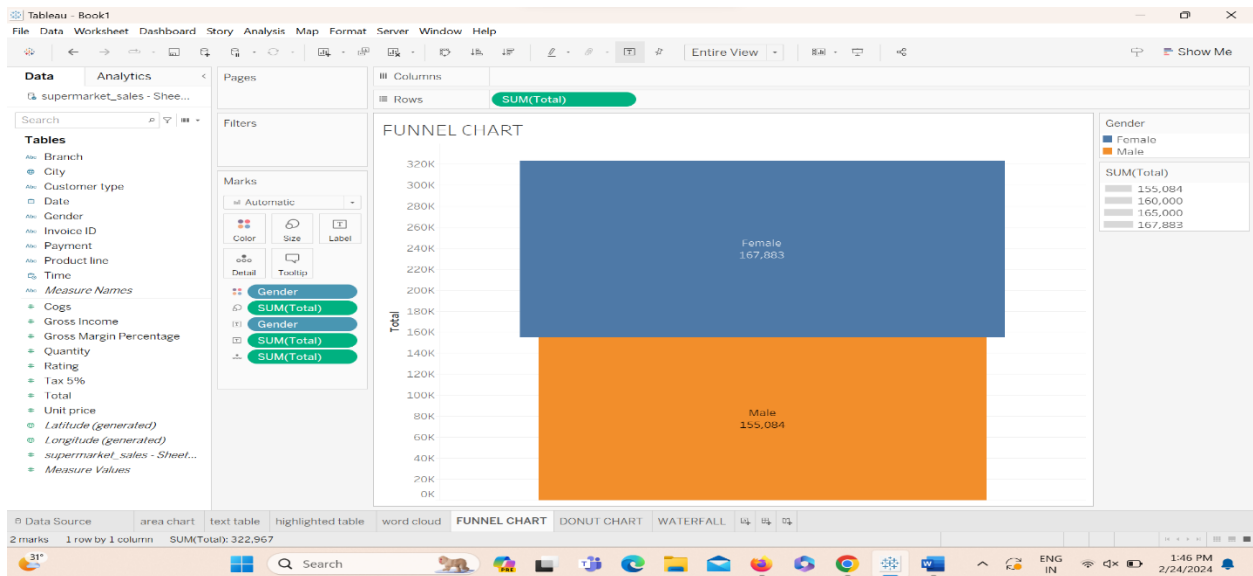 Tableau - Book1
File Data Worksheet Dashboard Story Analysis Map Format Server Window Help
Entire View
Show Me
Data Analytics
supermarket_sales - Shee...
Search
Tables
Branch
City
Customer type
Date
Gender
Invoice ID
Payment
Product line
Time
Measure Names
Cogs
Gross Income
Gross Margin Percentage
Quantity
Rating
Tax 5%
Total
Unit price
Latitude (generated)
Longitude (generated)
supermarket_sales - Sheet...
Measure Values
Pages
Filters
Marks
Automatic
Color Size Label
Detail Tooltip
Gender
SUM(Total)
Gender
SUM(Total)
SUM(Total)
Columns
Rows SUM(Total)
FUNNEL CHART
Total
320K
300K
280K
260K
240K
220K
200K
180K
160K
140K
120K
100K
80K
60K
40K
20K
0K
Female
167,883
Male
155,084
Gender
Female
Male
SUM(Total)
155,084
160,000
165,000
167,883
Data Source area chart text table highlighted table word cloud FUNNEL CHART DONUT CHART WATERFALL
2 marks 1 row by 1 column SUM(Total): 322,967
31°
Search
ENG
IN
1:46 PM
2/24/2024